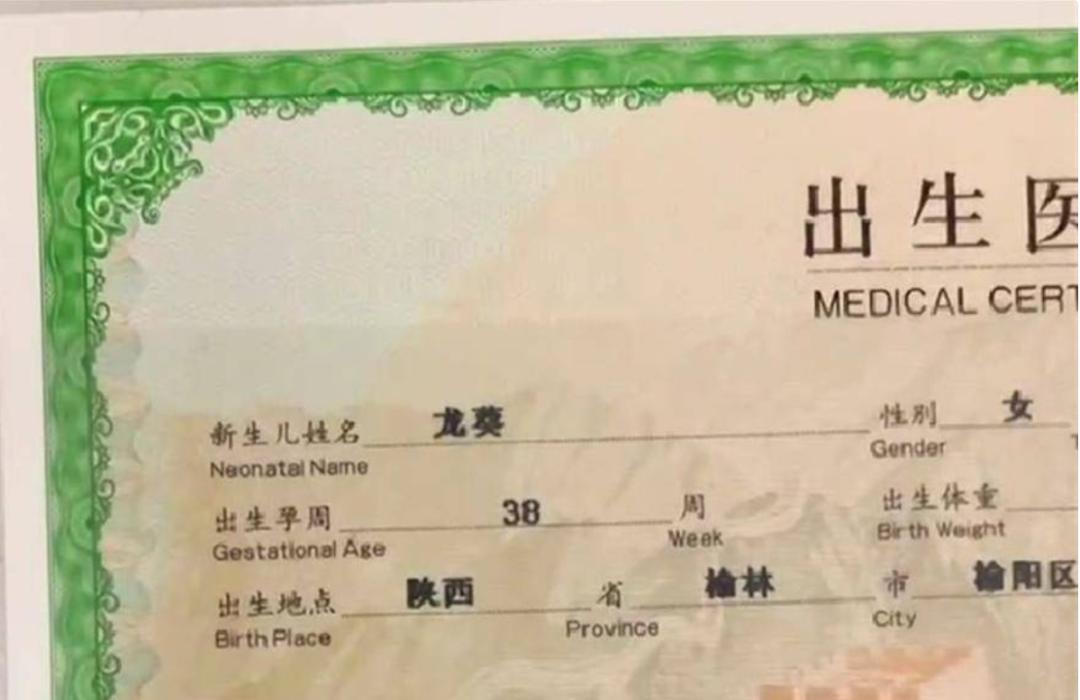 出生医
MEDICAL CERT
新生儿姓名 龙葵 性别 女
Neonatal Name Gender
出生孕周 38 周 出生体重
Gestational Age Week Birth Weight
出生地点 陕西 省 榆林 市 榆阳区
Birth Place Province City